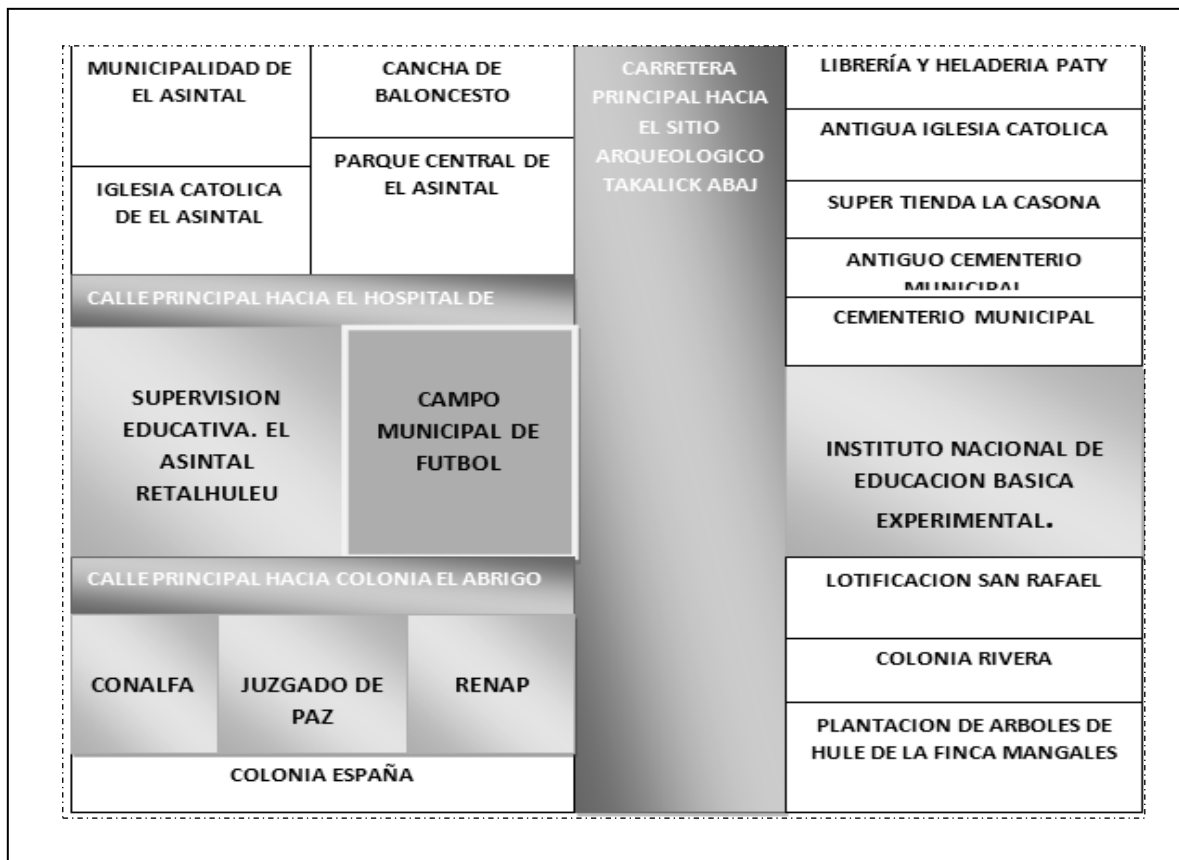 MUNICIPALIDAD DE
EL ASINTAL
CANCHA DE
BALONCESTO
IGLESIA CATOLICA
DE EL ASINTAL
PARQUE CENTRAL DE
EL ASINTAL
CALLE PRINCIPAL HACIA EL HOSPITAL DE
SUPERVISION
EDUCATIVA. EL
ASINTAL
RETALHULEU
CAMPO
MUNICIPAL DE
FUTBOL
CALLE PRINCIPAL HACIA COLONIA EL ABRIGO
CONALFA
JUZGADO DE
PAZ
RENAP
COLONIA ESPAÑA
CARRETERA
PRINCIPAL HACIA
EL SITIO
ARQUEOLOGICO
TAKALICK ABAJ
LIBRERÍA Y HELADERIA PATY
ANTIGUA IGLESIA CATOLICA
SUPER TIENDA LA CASONA
ANTIGUO CEMENTERIO
MUNICIPAL
CEMENTERIO MUNICIPAL
INSTITUTO NACIONAL DE
EDUCACION BASICA
EXPERIMENTAL.
LOTIFICACION SAN RAFAEL
COLONIA RIVERA
PLANTACION DE ARBOLES DE
HULE DE LA FINCA MANGALES